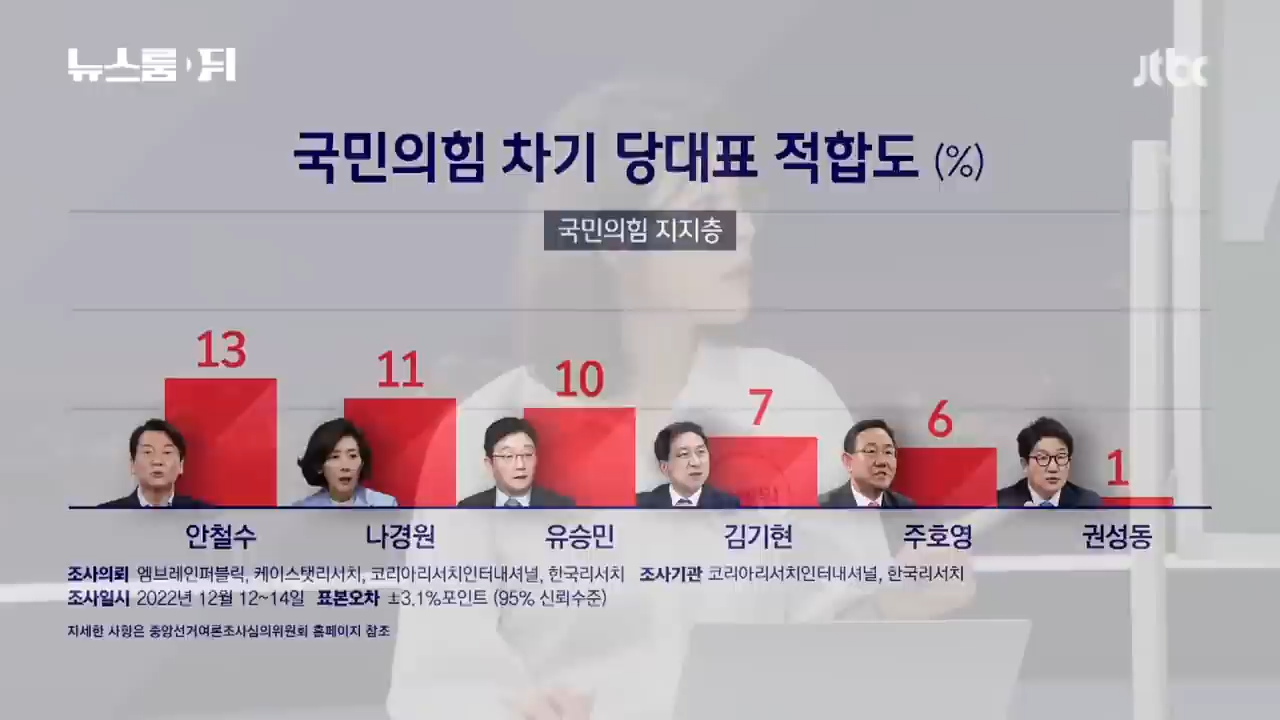 뉴스룸 뒤
jtbc
국민의힘 차기 당대표 적합도 (%)
국민의힘 지지층
13 11 10 7 6 1
안철수 나경원 유승민 김기현 주호영 권성동
조사의뢰 엠브레인퍼블릭, 케이스탯리서치, 코리아리서치인터내셔널, 한국리서치 조사기관 코리아리서치인터내셔널, 한국리서치
조사일시 2022년 12월 12~14일 표본오차 ±3.1%포인트 (95% 신뢰수준)
자세한 사항은 중앙선거여론조사심의위원회 홈페이지 참조